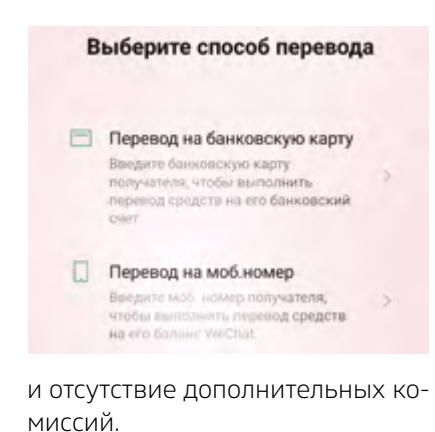 Выберите способ перевода
Перевод на банковскую карту
Введите банковскую карту
получателя, чтобы выполнить
перевод средств на его банковский
счет
Перевод на моб.номер
Введите моб. номер получателя,
чтобы выполнить перевод средств
на его баланс WeChat
и отсутствие дополнительных ко-
миссий.